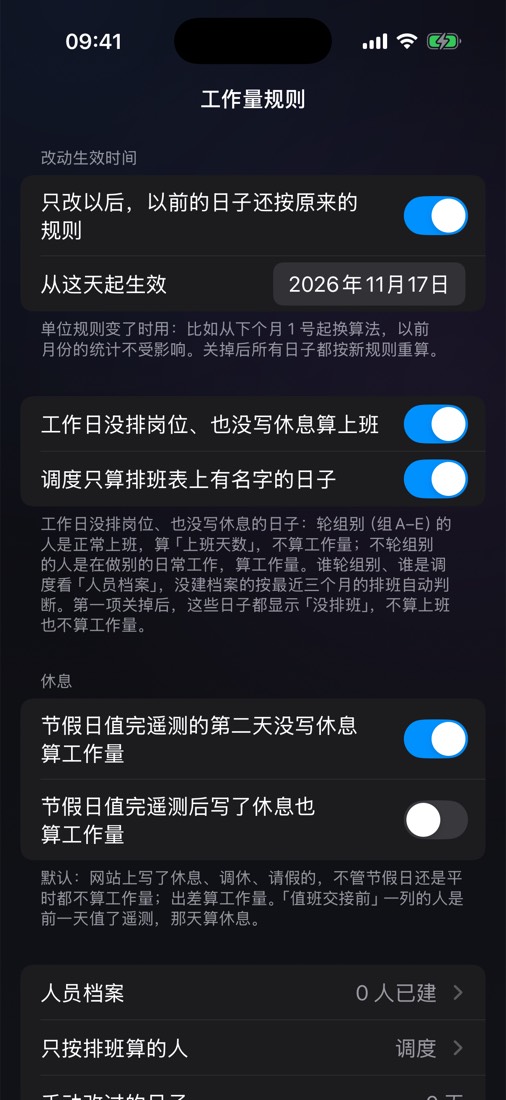 09:41
工作量规则
改动生效时间
只改以后，以前的日子还按原来的
规则
从这天起生效
2026年11月17日
单位规则变了时用：比如从下个月 1 号起换算法，以前
月份的统计不受影响。关掉后所有日子都按新规则重算。
工作日没排岗位、也没写休息算上班
调度只算排班表上有名字的日子
工作日没排岗位、也没写休息的日子：轮组别（组 A–E）的
人是正常上班，算「上班天数」，不算工作量；不轮组别
的人是在做别的日常工作，算工作量。谁轮组别、谁是调
度看「人员档案」，没建档案的按最近三个月的排班自动判
断。第一项关掉后，这些日子都显示「没排班」，不算上班
也不算工作量。
休息
节假日值完遥测的第二天没写休息
算工作量
节假日值完遥测后写了休息也
算工作量
默认：网站上写了休息、调休、请假的，不管节假日还是平
时都不算工作量；出差算工作量。「值班交接前」一列的人是
前一天值了遥测，那天算休息。
人员档案
0 人已建
只按排班算的人
调度
手动改过的日子
0 天